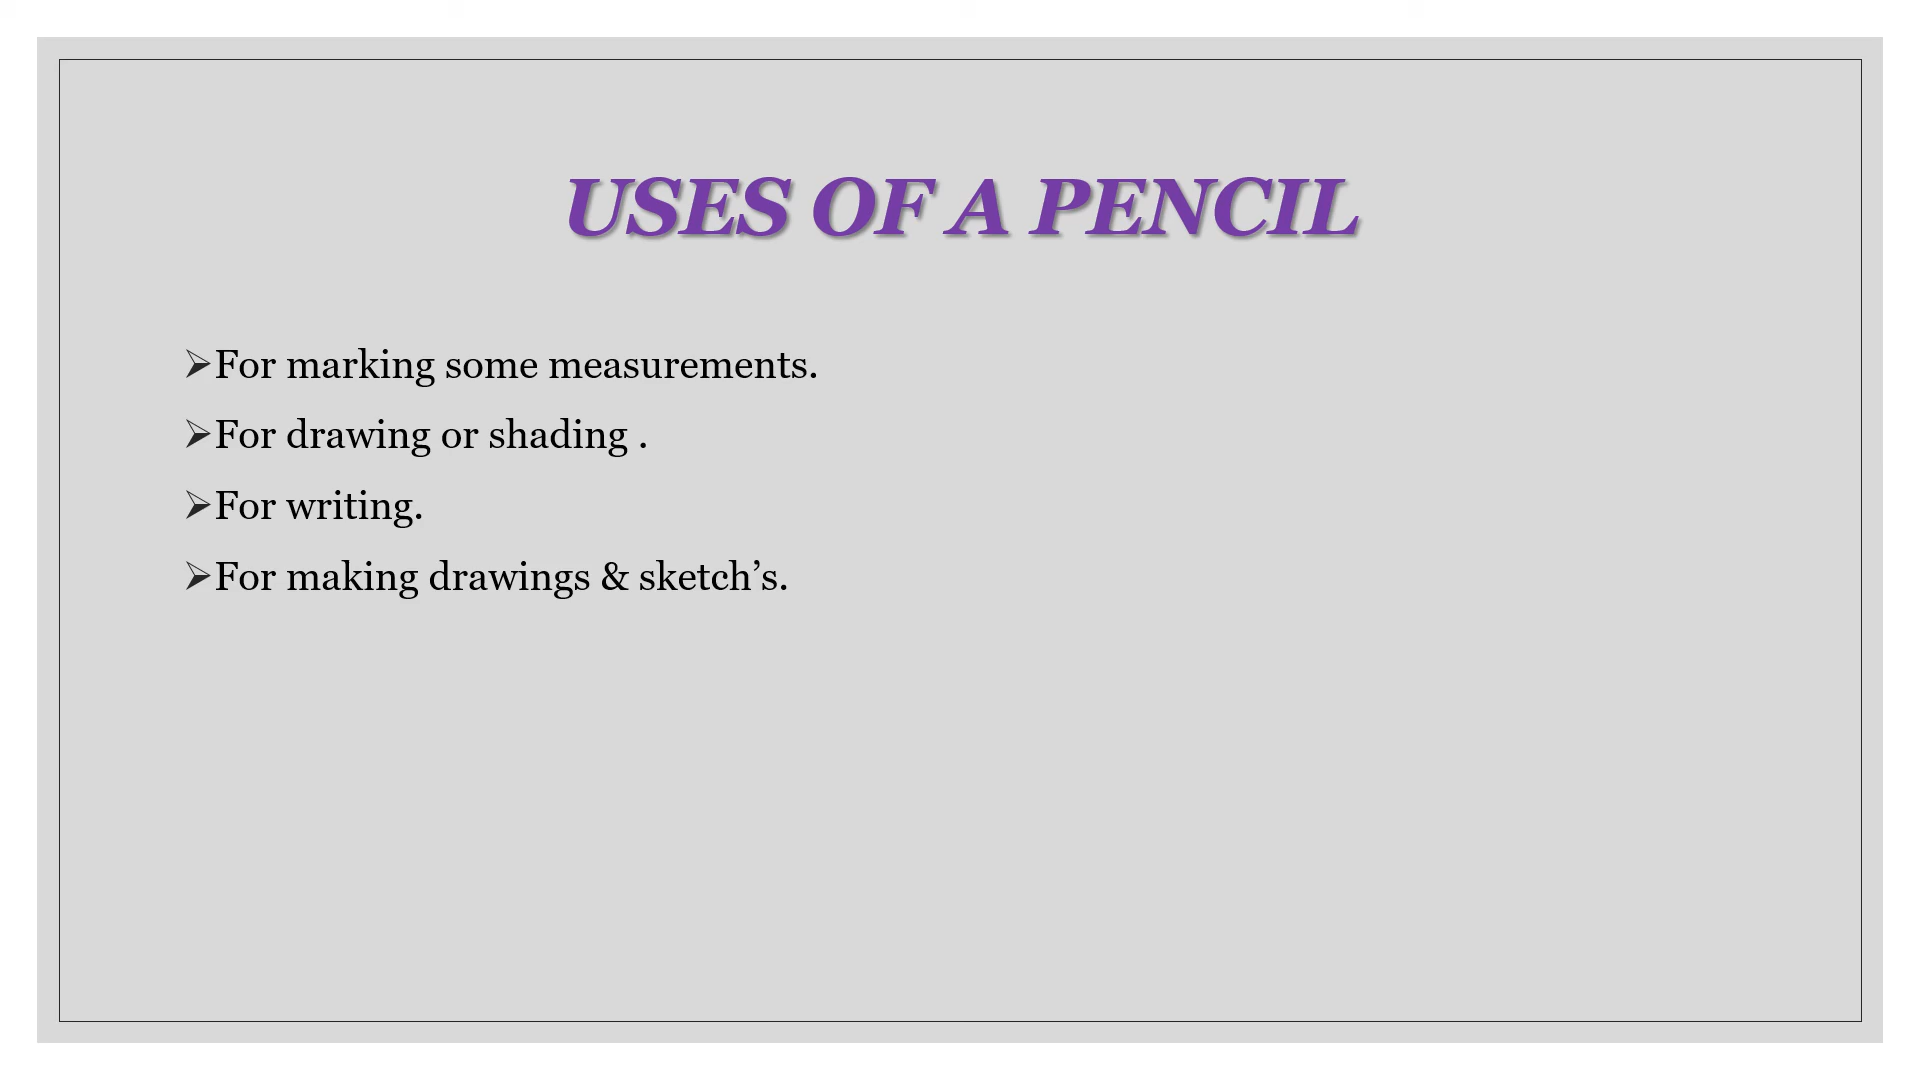 USES OF A PENCIL
➢For marking some measurements.
➢For drawing or shading .
➢For writing.
➢For making drawings & sketch’s.